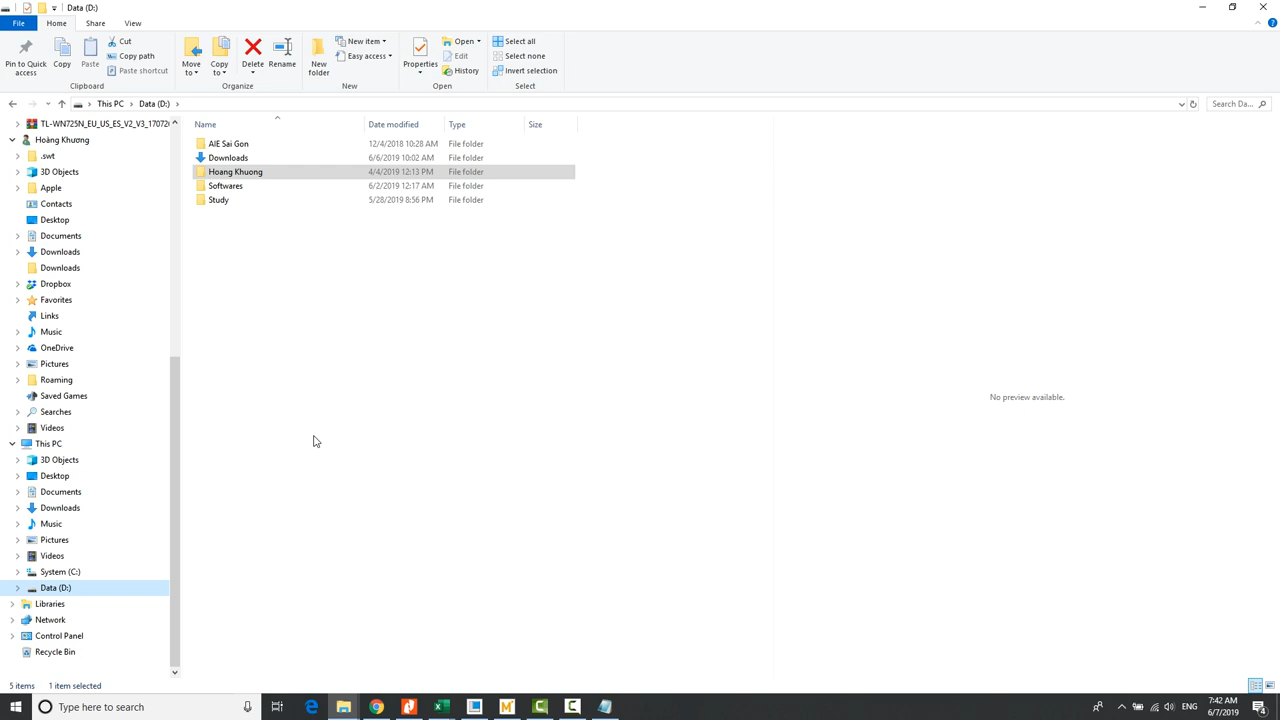 Data (D:)
File Home Share View
Pin to Quick access
Copy
Paste
Cut
Copy path
Paste shortcut
Clipboard
Move to
Copy to
Delete
Rename
Organize
New folder
New item
Easy access
New
Properties
Open
Edit
History
Open
Select all
Select none
Invert selection
Select
This PC Data (D:)
Search Da...
Name Date modified Type Size
AIE Sai Gon 12/4/2018 10:28 AM File folder
Downloads 6/6/2019 10:02 AM File folder
Hoang Khuong 4/4/2019 12:13 PM File folder
Softwares 6/2/2019 12:17 AM File folder
Study 5/28/2019 8:56 PM File folder
TL-WN725N_EU_US_ES_V2_V3_17072
Hoàng Khương
.swt
3D Objects
Apple
Contacts
Desktop
Documents
Downloads
Downloads
Dropbox
Favorites
Links
Music
OneDrive
Pictures
Roaming
Saved Games
Searches
Videos
This PC
3D Objects
Desktop
Documents
Downloads
Music
Pictures
Videos
System (C:)
Data (D:)
Libraries
Network
Control Panel
Recycle Bin
No preview available.
5 items 1 item selected
Type here to search
ENG
7:42 AM
6/7/2019
4